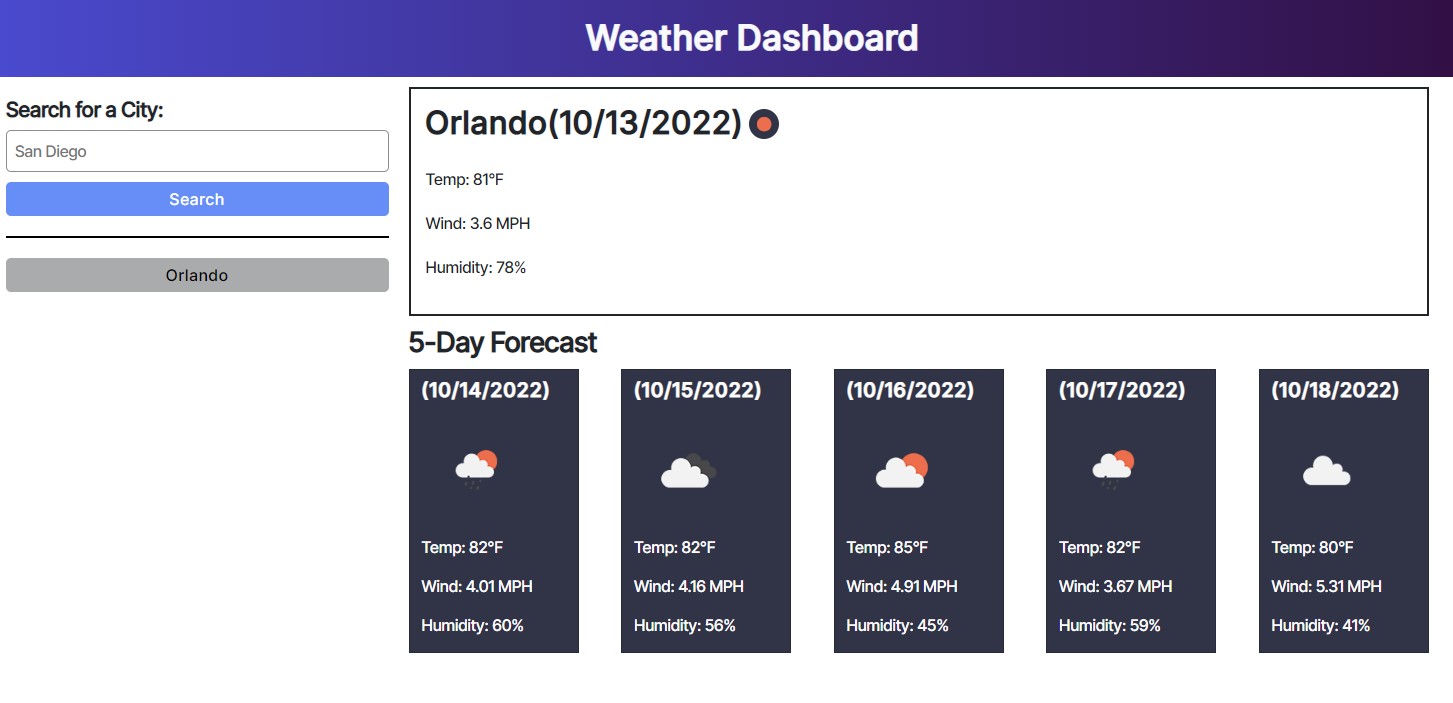 Weather Dashboard
Search for a City:
San Diego
Search
Orlando
Orlando(10/13/2022)
Temp: 81°F
Wind: 3.6 MPH
Humidity: 78%
5-Day Forecast
(10/14/2022)
Temp: 82°F
Wind: 4.01 MPH
Humidity: 60%
(10/15/2022)
Temp: 82°F
Wind: 4.16 MPH
Humidity: 56%
(10/16/2022)
Temp: 85°F
Wind: 4.91 MPH
Humidity: 45%
(10/17/2022)
Temp: 82°F
Wind: 3.67 MPH
Humidity: 59%
(10/18/2022)
Temp: 80°F
Wind: 5.31 MPH
Humidity: 41%